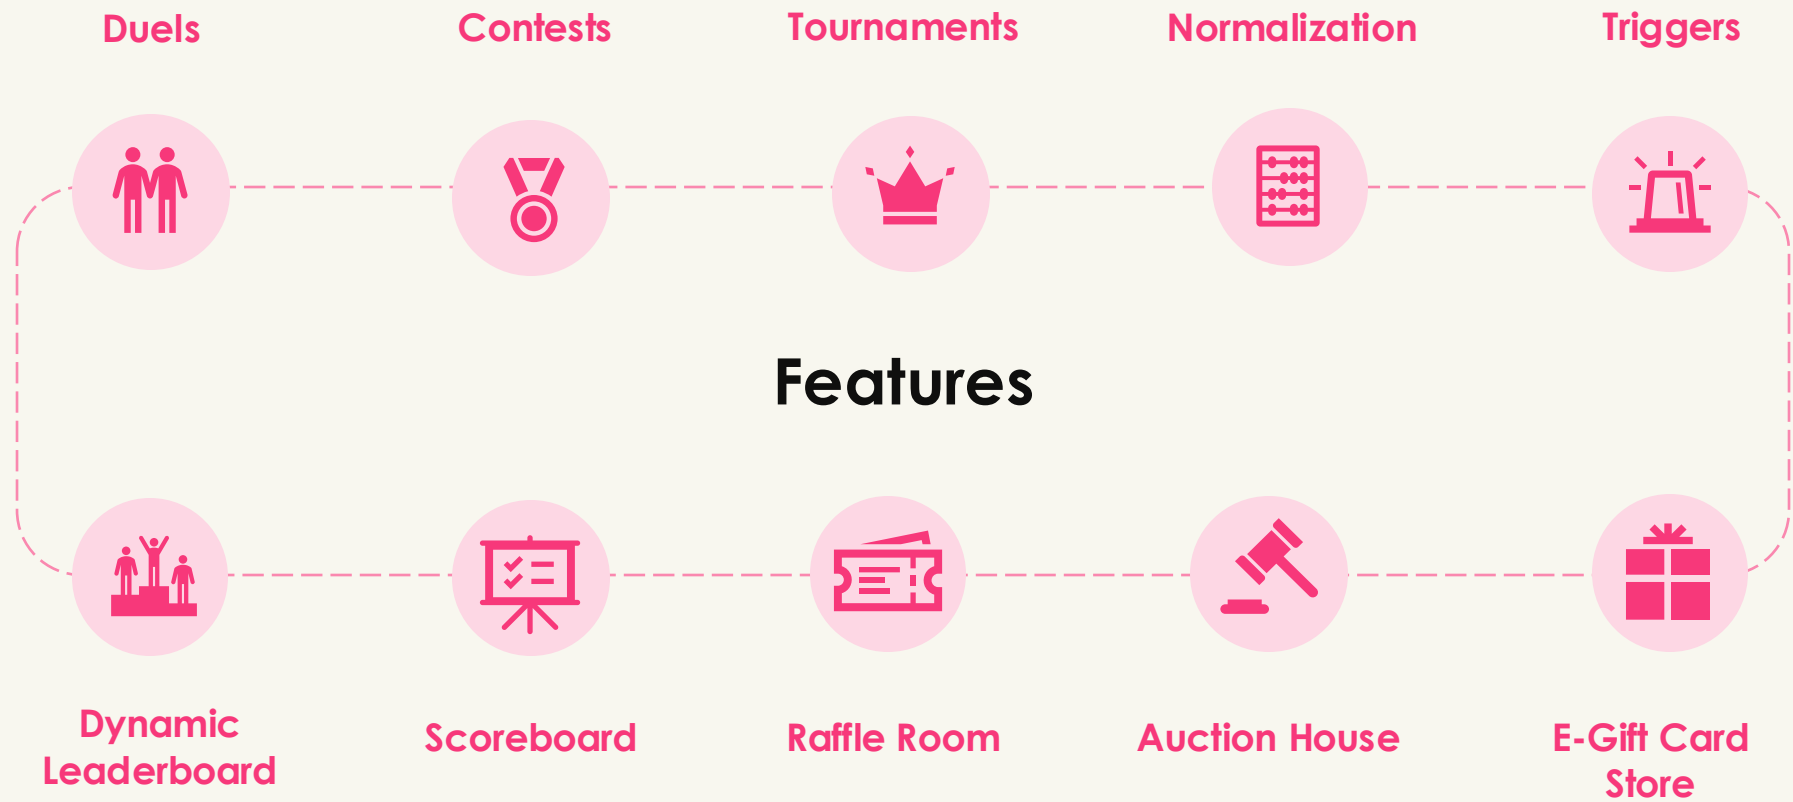 Duels
Contests
Tournaments
Normalization
Triggers
Features
Dynamic
Leaderboard
Scoreboard
Raffle Room
Auction House
E-Gift Card
Store